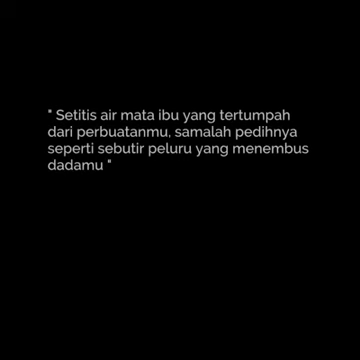 " Setitis air mata ibu yang tertumpah
dari perbuatanmu, samalah pedihnya
seperti sebutir peluru yang menembus
dadamu "